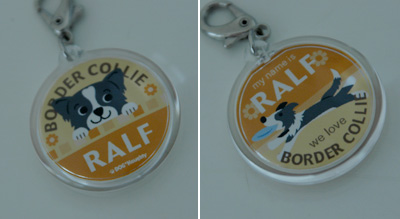 BORDER COLLIE
RALF
my name is
RALF
we love
BORDER COLLIE